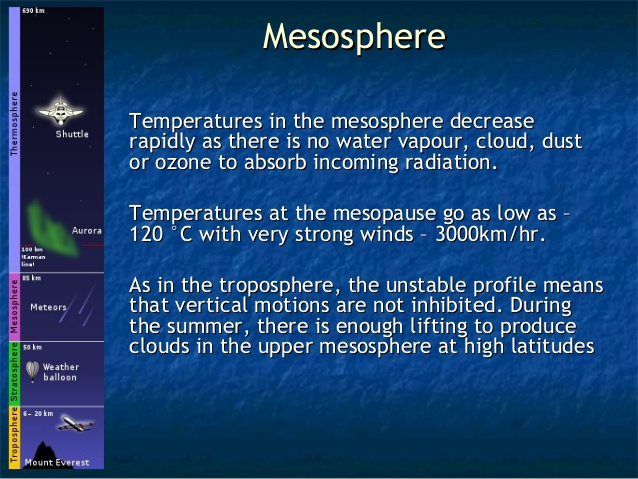 Mesosphere
Temperatures in the mesosphere decrease
rapidly as there is no water vapour, cloud, dust
or ozone to absorb incoming radiation.
Temperatures at the mesopause go as low as –
120 °C with very strong winds – 3000km/hr.
As in the troposphere, the unstable profile means
that vertical motions are not inhibited. During
the summer, there is enough lifting to produce
clouds in the upper mesosphere at high latitudes
690 km
Thermosphere
Shuttle
Aurora
100 km
(Karman
line)
85 km
Mesosphere
Meteors
50 km
Stratosphere
Weather
balloon
6 – 20 km
Troposphere
Mount Everest